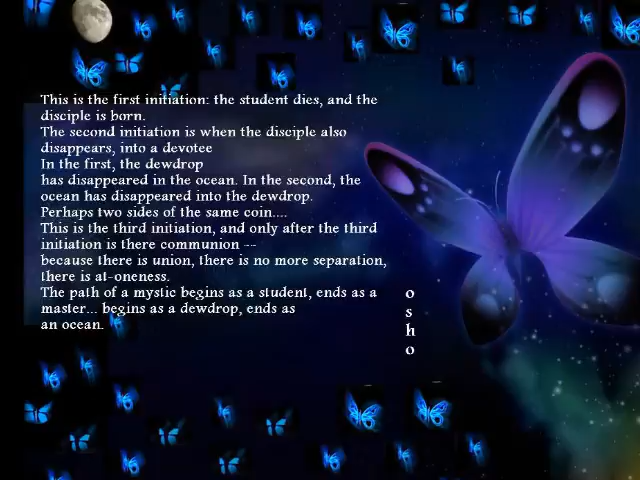 This is the first initiation: the student dies, and the
disciple is born.
The second initiation is when the disciple also
disappears, into a devotee
In the first, the dewdrop
has disappeared in the ocean. In the second, the
ocean has disappeared into the dewdrop.
Perhaps two sides of the same coin....
This is the third initiation, and only after the third
initiation is there communion --
because there is union, there is no more separation,
there is at-oneness.
The path of a mystic begins as a student, ends as a
master... begins as a dewdrop, ends as
an ocean.
o
s
h
o